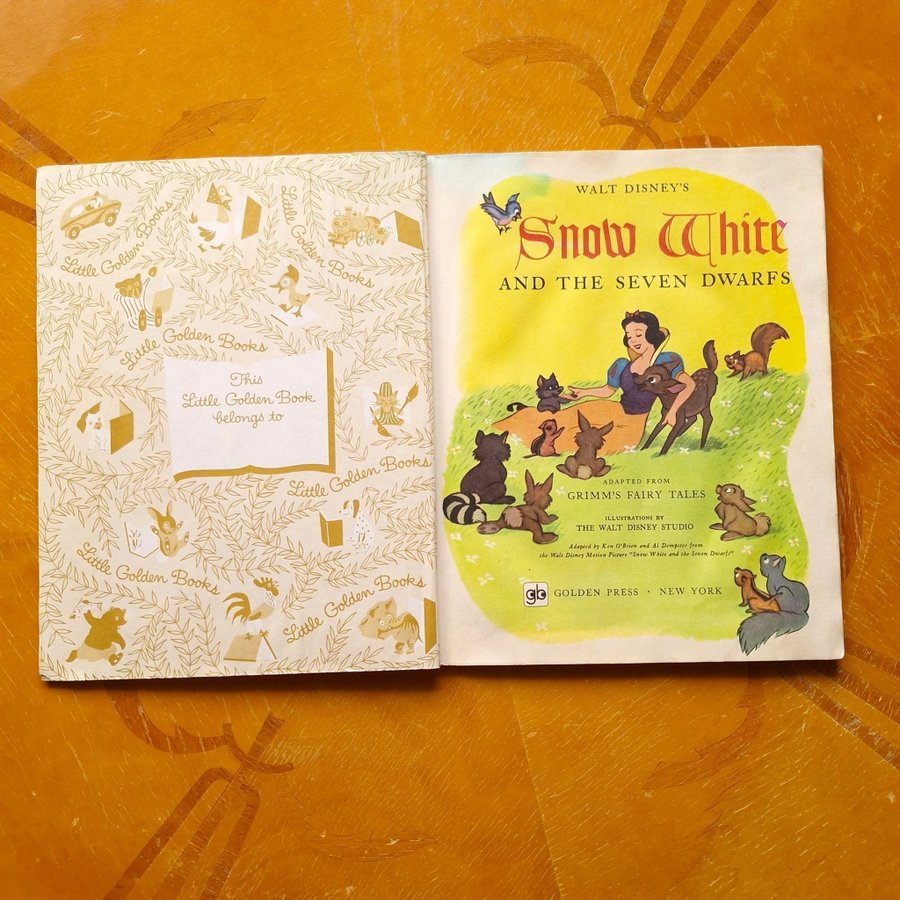 Little Golden Books
Little Golden Books
Little Golden Books
This
Little Golden Book
belongs to
Little Golden Books
Little Golden Books
Little Golden Books
WALT DISNEY'S
Snow White
AND THE SEVEN DWARFS
ADAPTED FROM
GRIMM'S FAIRY TALES
ILLUSTRATIONS BY
THE WALT DISNEY STUDIO
Adapted by Ken O'Brien and Al Dempster from
the Walt Disney Motion Picture "Snow White and the Seven Dwarfs"
gb GOLDEN PRESS · NEW YORK